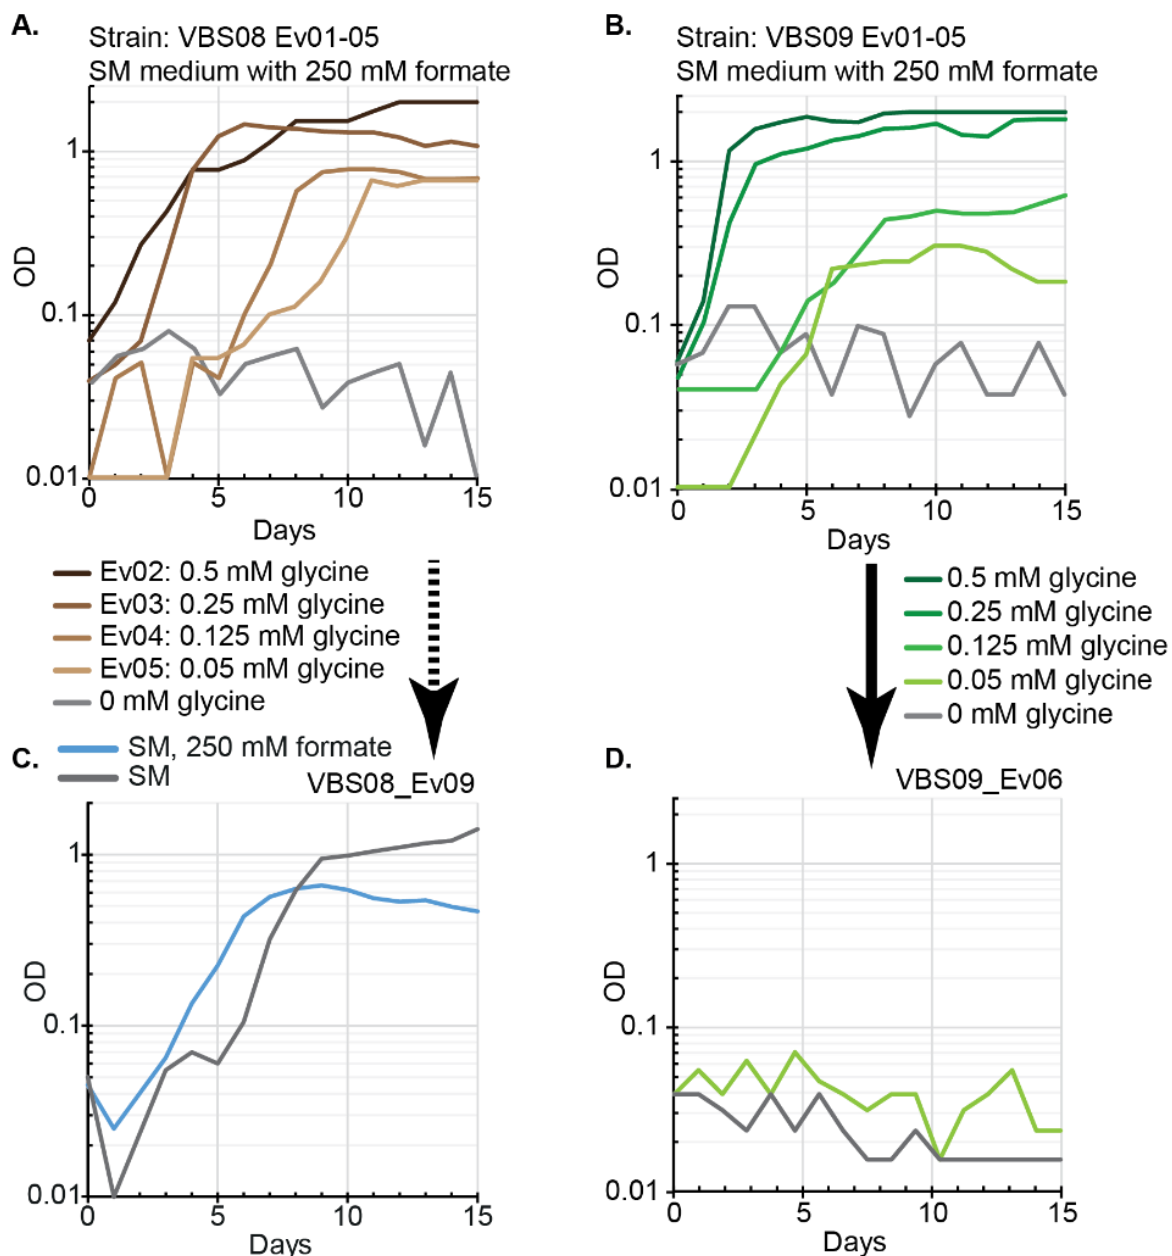 A.
Strain: VBS08 Ev01-05
SM medium with 250 mM formate
OD
1
0.1
0.01
0
5
10
15
Days
Ev02: 0.5 mM glycine
Ev03: 0.25 mM glycine
Ev04: 0.125 mM glycine
Ev05: 0.05 mM glycine
0 mM glycine
B.
Strain: VBS09 Ev01-05
SM medium with 250 mM formate
OD
1
0.1
0.01
0
5
10
15
Days
0.5 mM glycine
0.25 mM glycine
0.125 mM glycine
0.05 mM glycine
0 mM glycine
C.
SM, 250 mM formate
SM
VBS08_Ev09
OD
1
0.1
0.01
0
5
10
15
Days
D.
VBS09_Ev06
OD
1
0.1
0.01
0
5
10
15
Days